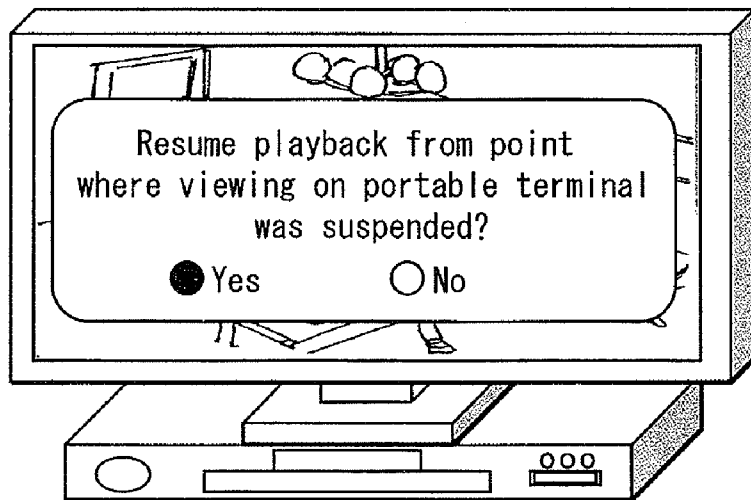 Resume playback from point
where viewing on portable terminal
was suspended?
Yes No